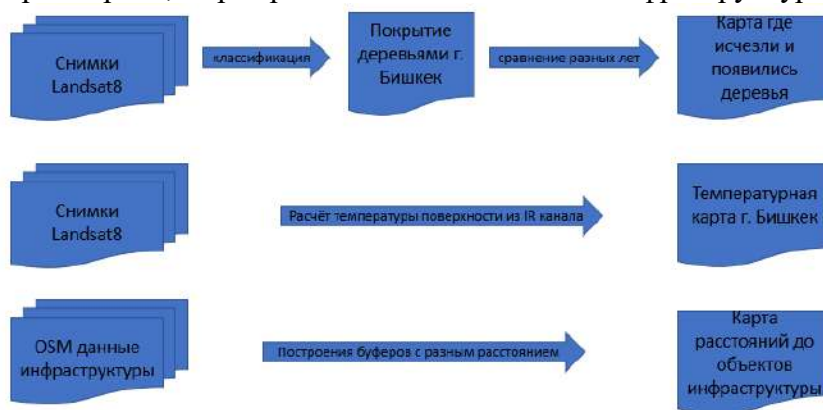 Снимки
Landsat8
классификация
Покрытие
деревьями г.
Бишкек
сравнение разных лет
Карта где
исчезли и
появились
деревья
Снимки
Landsat8
Расчёт температуры поверхности из IR канала
Температурная
карта г. Бишкек
OSM данные
инфраструктуры
Построения буферов с разным расстоянием
Карта
расстояний до
объектов
инфраструктуры